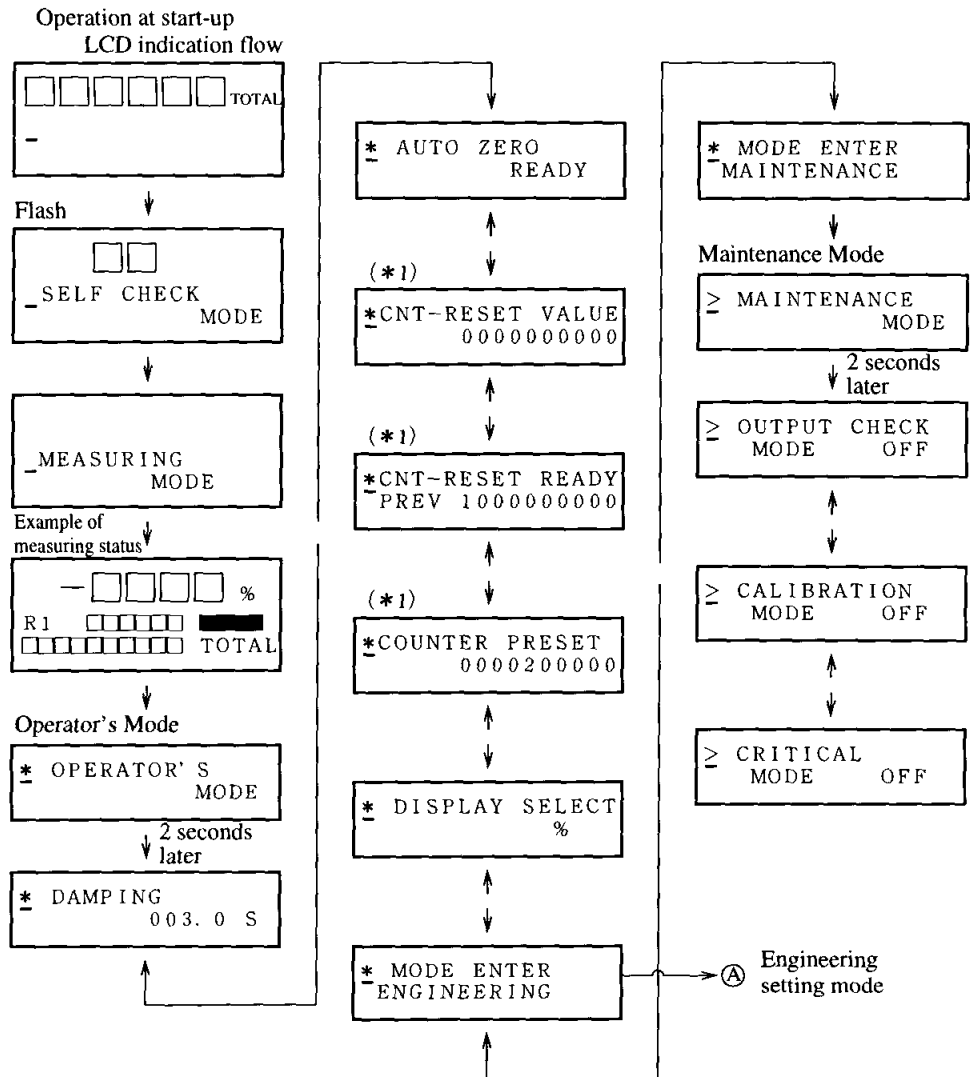 Operation at start-up
LCD indication flow
TOTAL
Flash
SELF CHECK
MODE
MEASURING
MODE
Example of
measuring status
— %
R1
TOTAL
Operator's Mode
* OPERATOR'S
MODE
2 seconds
later
* DAMPING
003.0 S
* AUTO ZERO
READY
(*1)
*CNT-RESET VALUE
0000000000
(*1)
*CNT-RESET READY
PREV 1000000000
(*1)
*COUNTER PRESET
0000200000
* DISPLAY SELECT
%
* MODE ENTER
ENGINEERING
A Engineering
setting mode
* MODE ENTER
MAINTENANCE
Maintenance Mode
> MAINTENANCE
MODE
2 seconds
later
> OUTPUT CHECK
MODE OFF
> CALIBRATION
MODE OFF
> CRITICAL
MODE OFF